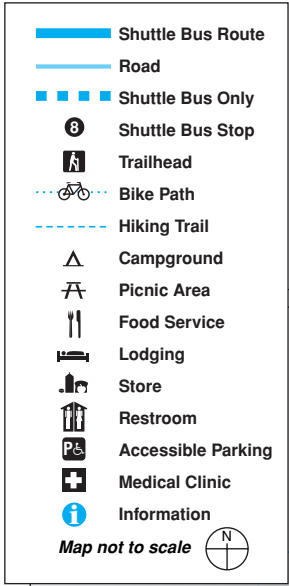 Shuttle Bus Route
Road
Shuttle Bus Only
8 Shuttle Bus Stop
Trailhead
Bike Path
Hiking Trail
Campground
Picnic Area
Food Service
Lodging
Store
Restroom
P Accessible Parking
Medical Clinic
i Information
Map not to scale N